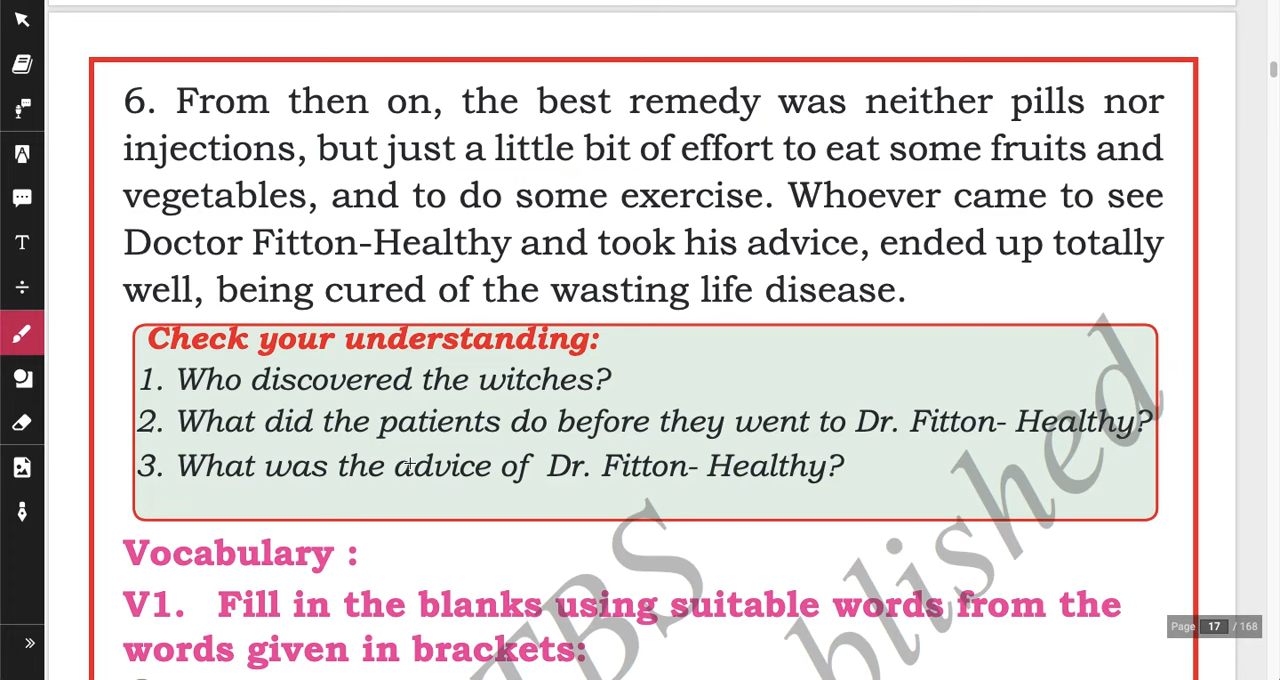 6. From then on, the best remedy was neither pills nor
injections, but just a little bit of effort to eat some fruits and
vegetables, and to do some exercise. Whoever came to see
Doctor Fitton-Healthy and took his advice, ended up totally
well, being cured of the wasting life disease.
Check your understanding:
1. Who discovered the witches?
2. What did the patients do before they went to Dr. Fitton- Healthy?
3. What was the advice of Dr. Fitton- Healthy?
Vocabulary :
V1. Fill in the blanks using suitable words from the
words given in brackets:
TBS
blished
Page 17 / 168